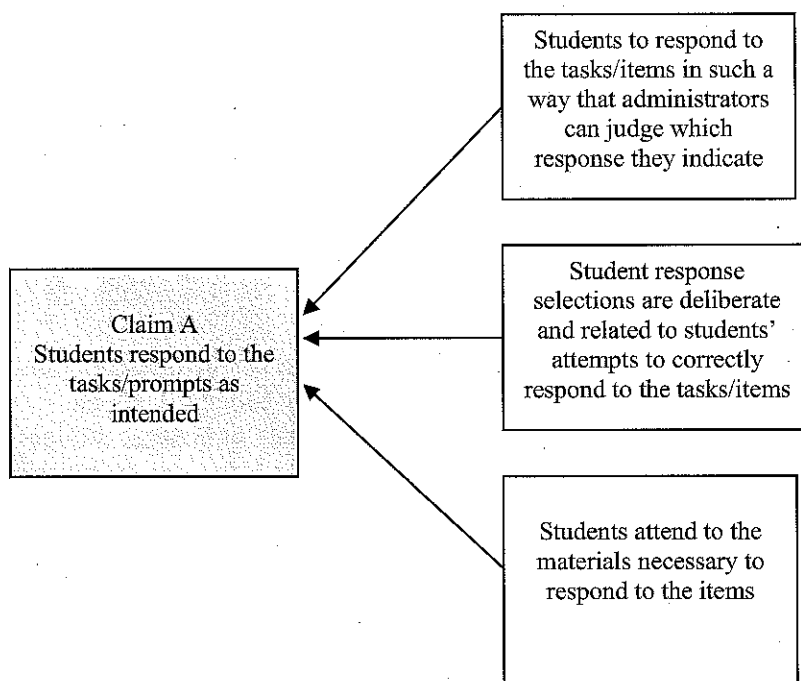 Students to respond to
the tasks/items in such a
way that administrators
can judge which
response they indicate
Claim A
Students respond to the
tasks/prompts as
intended
Student response
selections are deliberate
and related to students'
attempts to correctly
respond to the tasks/items
Students attend to the
materials necessary to
respond to the items